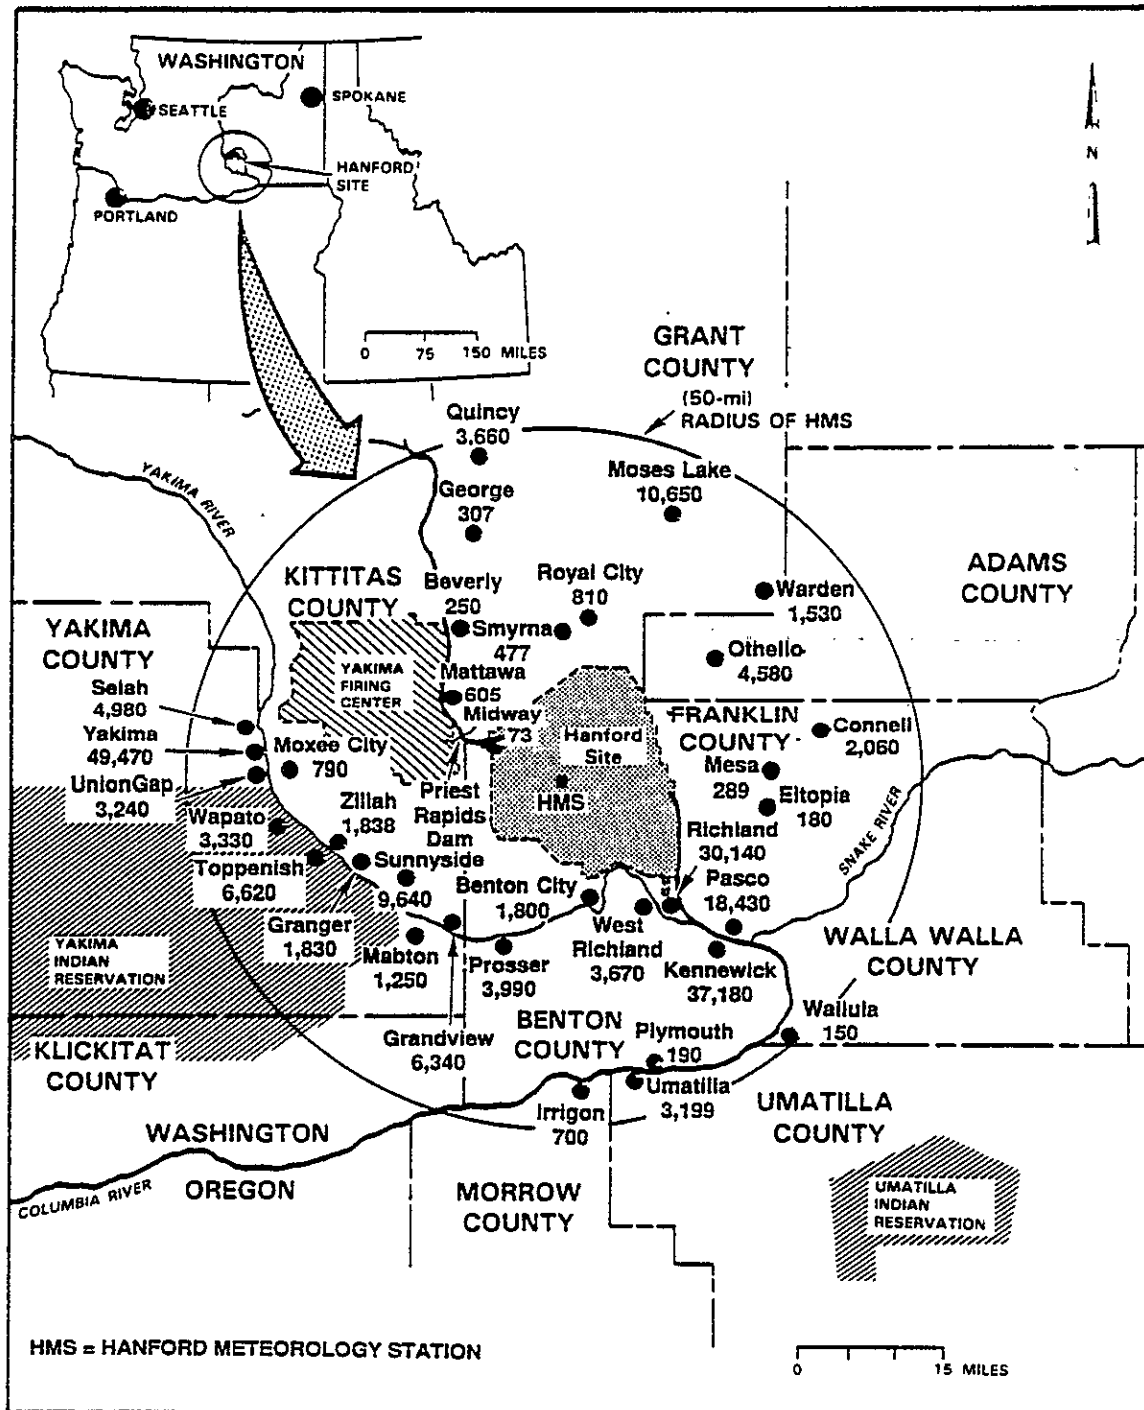 WASHINGTON
SEATTLE
SPOKANE
HANFORD
SITE
PORTLAND
0 75 150 MILES
N
GRANT
COUNTY
(50-mi)
RADIUS OF HMS
Quincy
3,660
Moses Lake
10,650
George
307
YAKIMA RIVER
KITTITAS
COUNTY
Beverly
250
Royal City
810
Smyrna
477
Warden
1,530
ADAMS
COUNTY
YAKIMA
COUNTY
YAKIMA
FIRING
CENTER
Mattawa
605
Othello
4,580
Selah
4,980
Yakima
49,470
UnionGap
3,240
Moxee City
790
Midway
73
Hanford
Site
HMS
FRANKLIN
COUNTY
Connell
2,060
Mesa
289
Eltopia
180
Priest
Rapids
Dam
Wapato
3,330
Zillah
1,838
Richland
30,140
SNAKE RIVER
Toppenish
6,620
Sunnyside
9,640
Benton City
1,800
Pasco
18,430
Granger
1,830
YAKIMA
INDIAN
RESERVATION
Mabton
1,250
Prosser
3,990
West
Richland
3,670
Kennewick
37,180
WALLA WALLA
COUNTY
Wallula
150
KLICKITAT
COUNTY
Grandview
6,340
BENTON
COUNTY
Plymouth
190
Umatilla
3,199
Irrigon
700
UMATILLA
COUNTY
WASHINGTON
OREGON
COLUMBIA RIVER
MORROW
COUNTY
UMATILLA
INDIAN
RESERVATION
HMS = HANFORD METEOROLOGY STATION
0 15 MILES